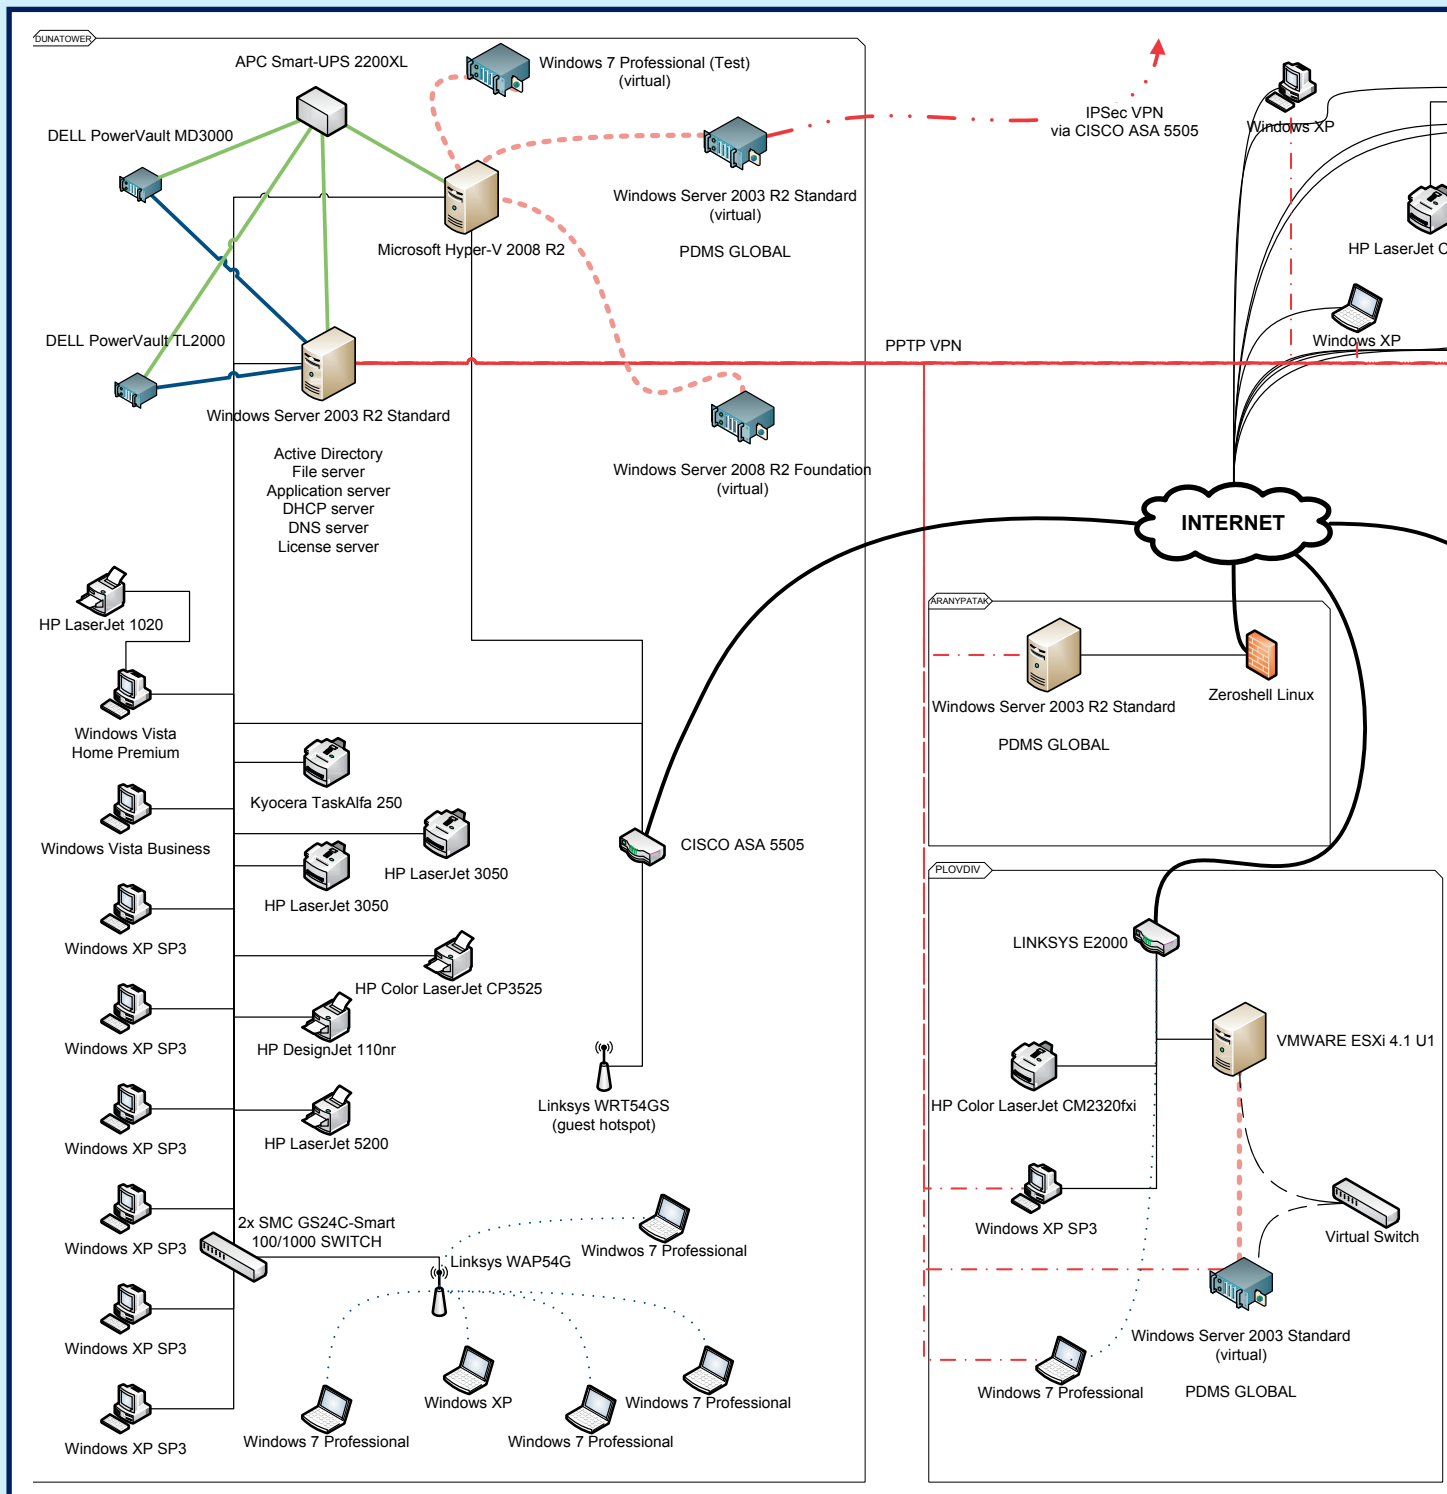 DUNATOWER
APC Smart-UPS 2200XL
Windows 7 Professional (Test)
(virtual)
DELL PowerVault MD3000
IPSec VPN
via CISCO ASA 5505
Windows XP
Windows Server 2003 R2 Standard
(virtual)
PDMS GLOBAL
Microsoft Hyper-V 2008 R2
HP LaserJet C
DELL PowerVault TL2000
PPTP VPN
Windows XP
Windows Server 2003 R2 Standard
Active Directory
File server
Application server
DHCP server
DNS server
License server
Windows Server 2008 R2 Foundation
(virtual)
INTERNET
HP LaserJet 1020
ARANYPATAK
Windows Server 2003 R2 Standard
PDMS GLOBAL
Zeroshell Linux
Windows Vista
Home Premium
Kyocera TaskAlfa 250
Windows Vista Business
HP LaserJet 3050
HP LaserJet 3050
CISCO ASA 5505
PLOVDIV
LINKSYS E2000
Windows XP SP3
HP Color LaserJet CP3525
Windows XP SP3
HP DesignJet 110nr
VMWARE ESXi 4.1 U1
HP Color LaserJet CM2320fxi
Linksys WRT54GS
(guest hotspot)
Windows XP SP3
HP LaserJet 5200
Windows XP SP3
2x SMC GS24C-Smart
100/1000 SWITCH
Linksys WAP54G
Windwos 7 Professional
Windows XP SP3
Virtual Switch
Windows XP SP3
Windows Server 2003 Standard
(virtual)
PDMS GLOBAL
Windows 7 Professional
Windows XP
Windows 7 Professional
Windows 7 Professional
Windows 7 Professional
Windows XP SP3